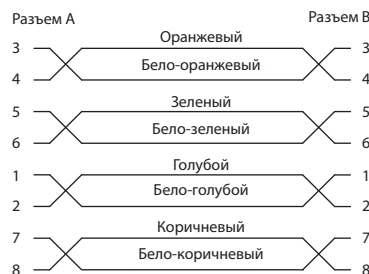 Разъем A Разъем B
Оранжевый
3 3
Бело-оранжевый
4 4
Зеленый
5 5
Бело-зеленый
6 6
Голубой
1 1
Бело-голубой
2 2
Коричневый
7 7
Бело-коричневый
8 8